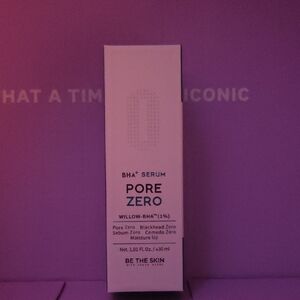 HAT A TIM ICONIC
BHA+ SERUM
PORE
ZERO
WILLOW-BHA™ (1%)
Pore Zero Blackhead Zero
Sebum Zero Comedo Zero
Moisture Up
Net. 1.01 Fl.Oz. / e30 ml
BE THE SKIN